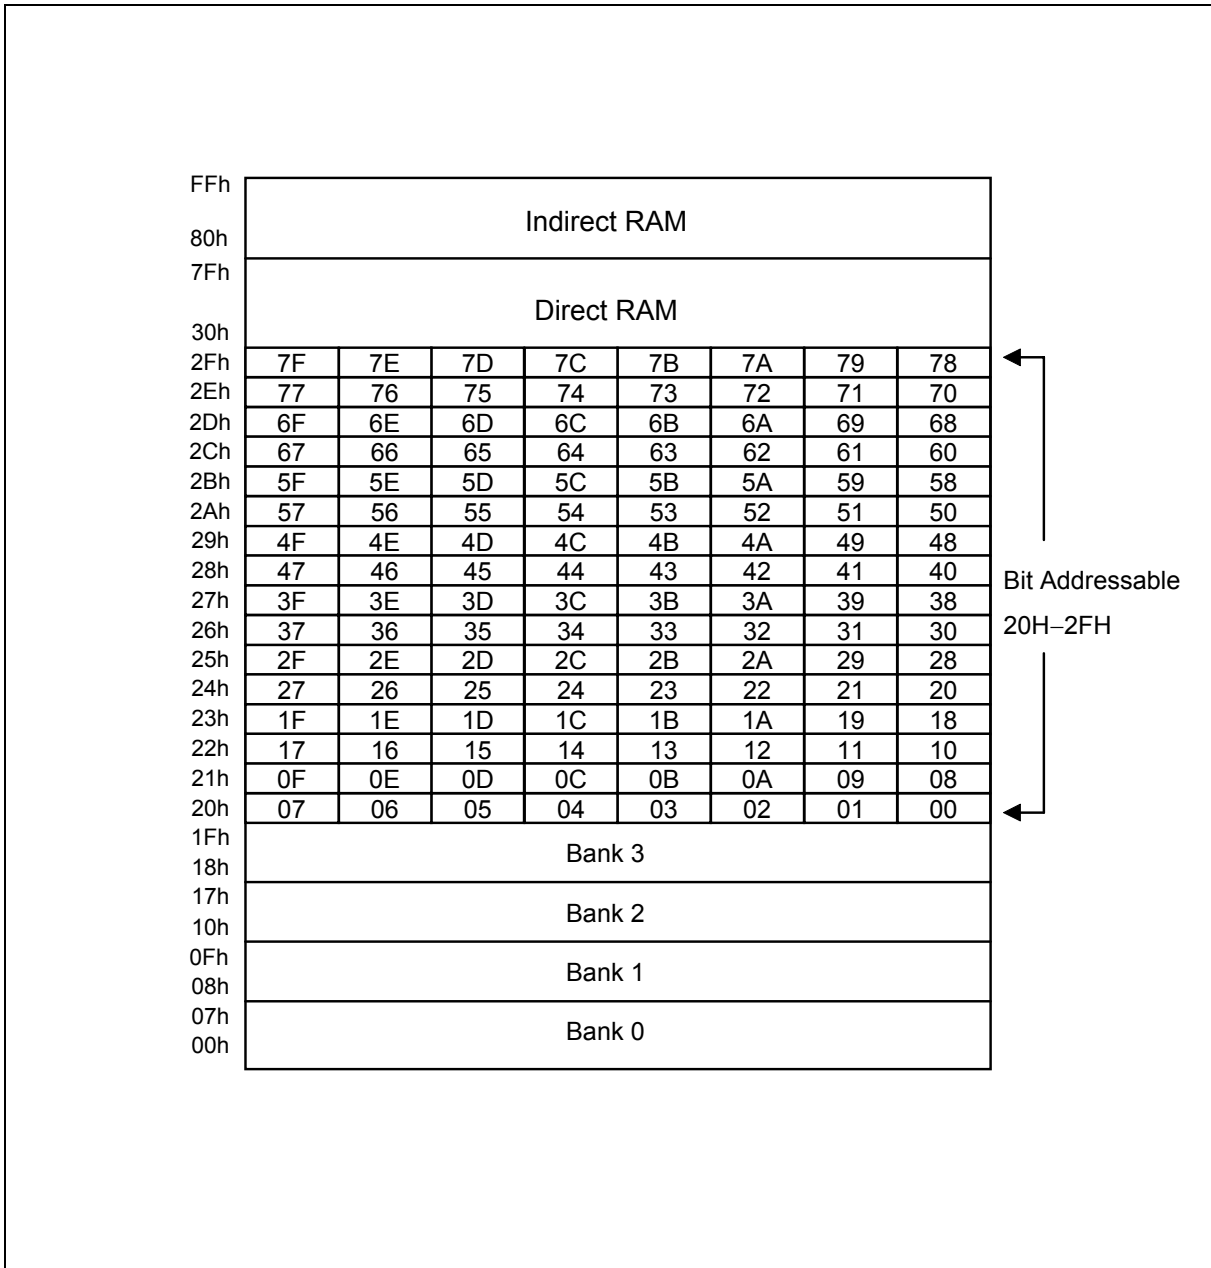 FFh
Indirect RAM
80h
7Fh
Direct RAM
30h
2Fh 7F 7E 7D 7C 7B 7A 79 78
2Eh 77 76 75 74 73 72 71 70
2Dh 6F 6E 6D 6C 6B 6A 69 68
2Ch 67 66 65 64 63 62 61 60
2Bh 5F 5E 5D 5C 5B 5A 59 58
2Ah 57 56 55 54 53 52 51 50
29h 4F 4E 4D 4C 4B 4A 49 48
28h 47 46 45 44 43 42 41 40
27h 3F 3E 3D 3C 3B 3A 39 38
26h 37 36 35 34 33 32 31 30
25h 2F 2E 2D 2C 2B 2A 29 28
24h 27 26 25 24 23 22 21 20
23h 1F 1E 1D 1C 1B 1A 19 18
22h 17 16 15 14 13 12 11 10
21h 0F 0E 0D 0C 0B 0A 09 08
20h 07 06 05 04 03 02 01 00
Bit Addressable
20H–2FH
1Fh
Bank 3
18h
17h
Bank 2
10h
0Fh
Bank 1
08h
07h
Bank 0
00h